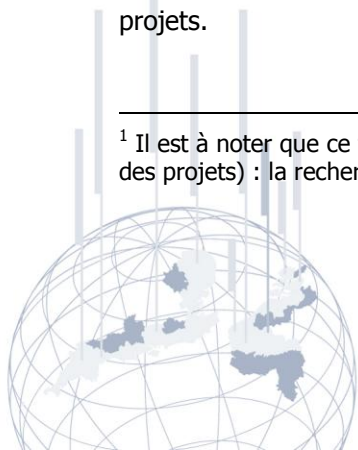 projets.
¹ Il est à noter que ce
des projets) : la recher